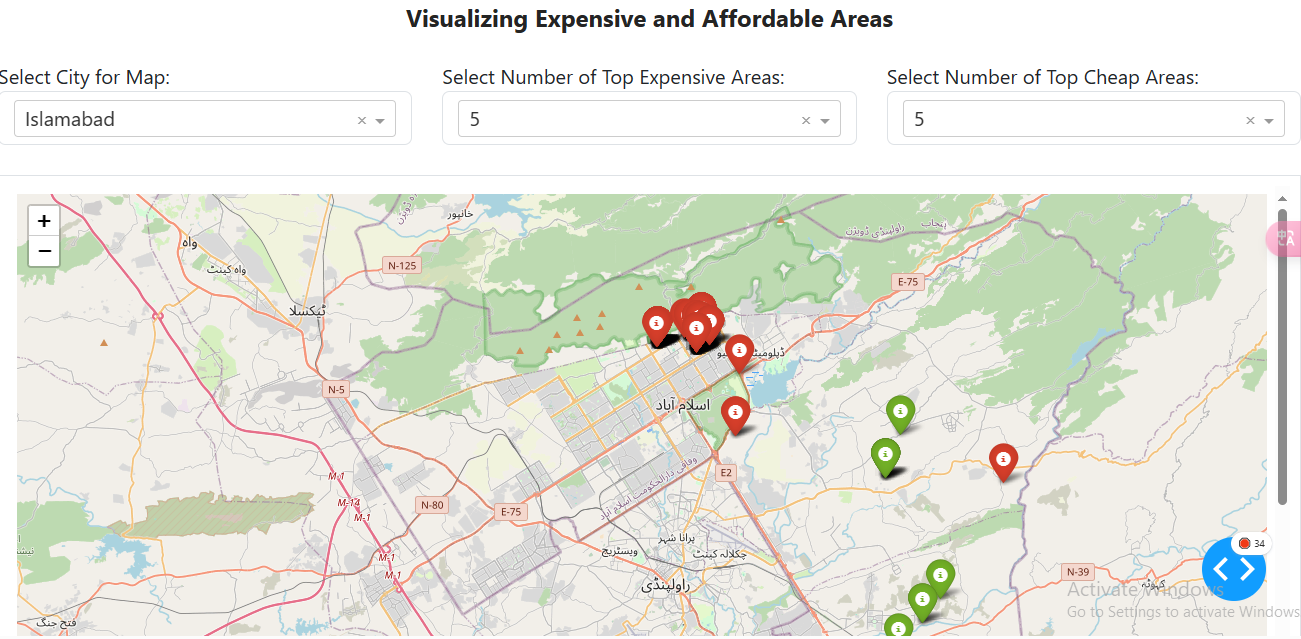 Visualizing Expensive and Affordable Areas
Select City for Map:
Select Number of Top Expensive Areas:
Select Number of Top Cheap Areas:
Islamabad
5
5
+
−
خانپور
واہ
واہ کینٹ
ٹیکسلا
پنجاب
راولپنڈی ڈویژن
N-125
E-75
N-5
اسلام آباد
وفاقی دارالحکومت اسلام آباد
E2
M-1
M-14
M-1
N-80
E-75
پرانا شہر
ویسٹریج
چکلالہ کینٹ
M-1
M-1
راولپنڈی
N-39
کہوٹہ
فتح جنگ
34
Activate Windows
Go to Settings to activate Windows